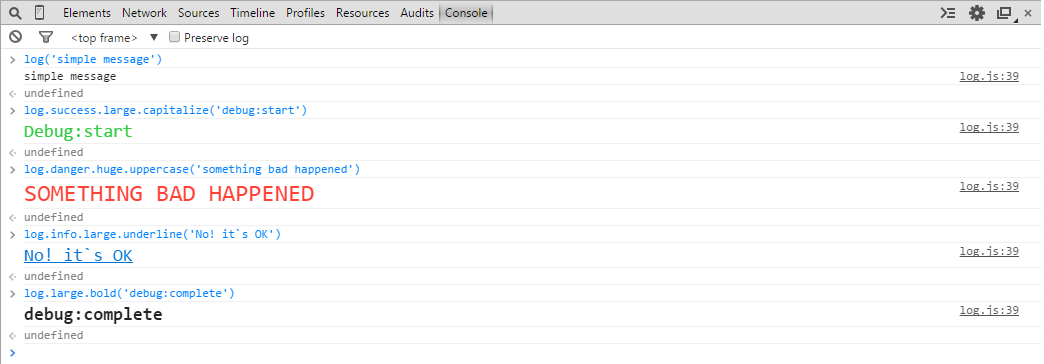 Elements Network Sources Timeline Profiles Resources Audits Console
<top frame> ▼ Preserve log
> log('simple message')
simple message log.js:39
undefined
> log.success.large.capitalize('debug:start')
Debug:start log.js:39
undefined
> log.danger.huge.uppercase('something bad happened')
SOMETHING BAD HAPPENED log.js:39
undefined
> log.info.large.underline('No! it`s OK')
No! it`s OK log.js:39
undefined
> log.large.bold('debug:complete')
debug:complete log.js:39
undefined
>